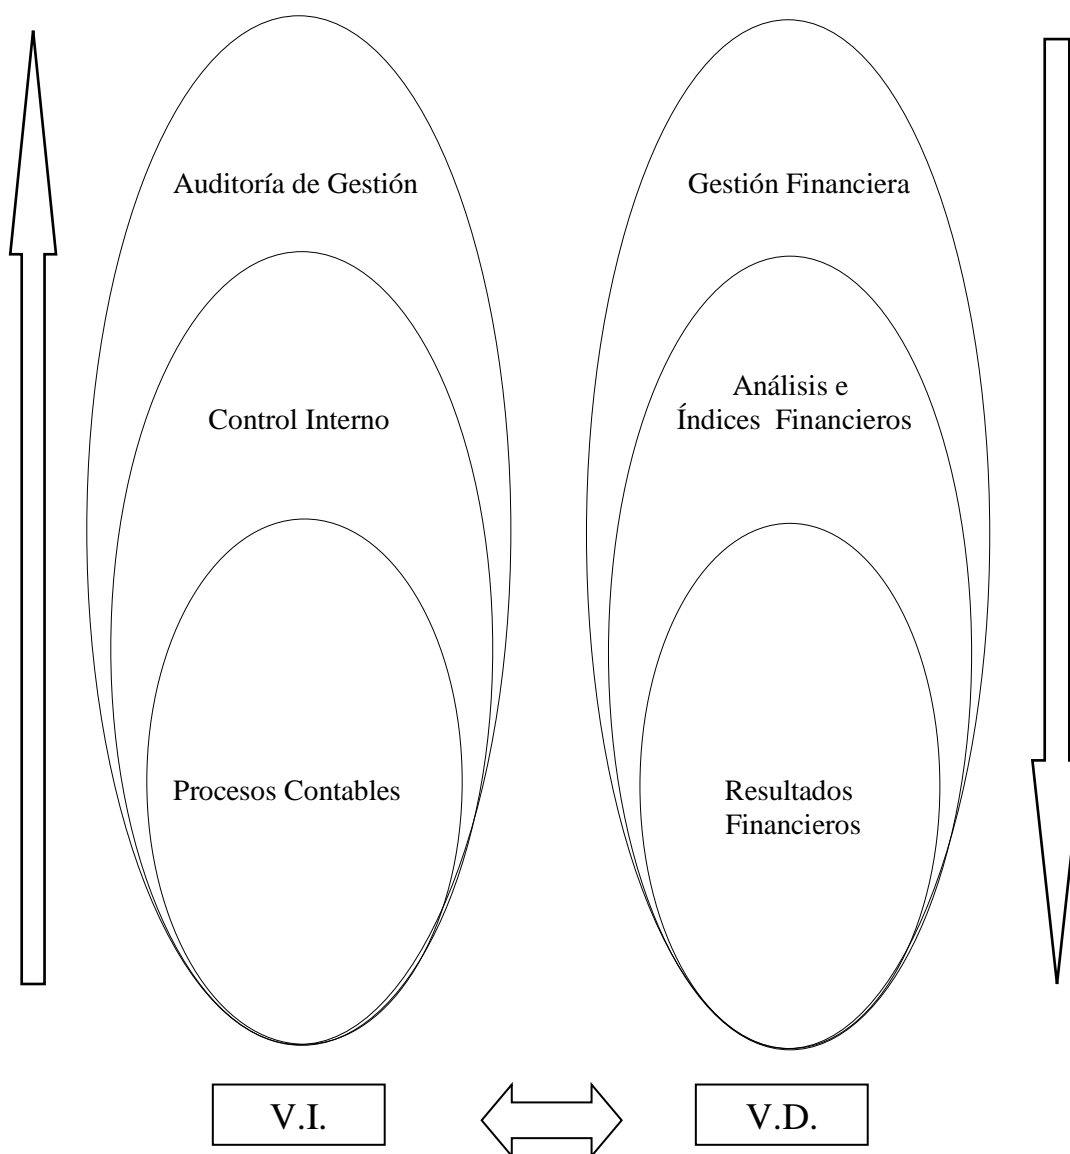 Auditoría de Gestión
Gestión Financiera
Análisis e
Índices  Financieros
Control Interno
Procesos Contables
Resultados
Financieros
V.I.
V.D.